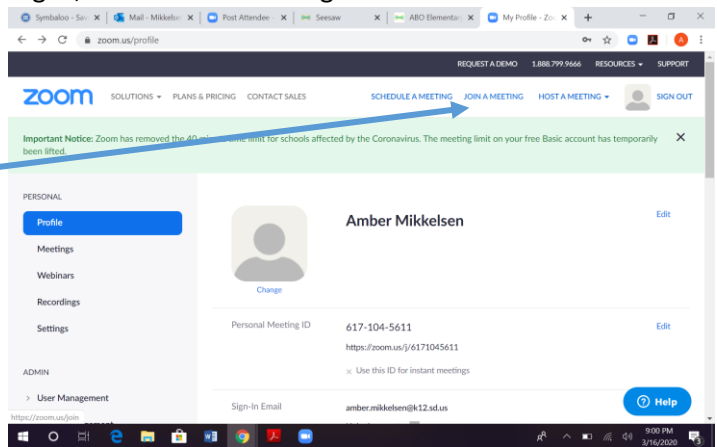 Symbaloo - Sav
Mail - Mikkelse
Post Attendee
Seesaw
ABO Elementar
My Profile - Zoo
zoom.us/profile
REQUEST A DEMO 1.888.799.9666 RESOURCES SUPPORT
zoom SOLUTIONS PLANS & PRICING CONTACT SALES SCHEDULE A MEETING JOIN A MEETING HOST A MEETING SIGN OUT
Important Notice: Zoom has removed the 40 time limit for schools affected by the Coronavirus. The meeting limit on your free Basic account has temporarily
been lifted.
PERSONAL
Profile
Meetings
Webinars
Recordings
Settings
ADMIN
> User Management
https://zoom.us/join
Change
Amber Mikkelsen Edit
Personal Meeting ID 617-104-5611 Edit
https://zoom.us/j/6171045611
× Use this ID for instant meetings
Sign-In Email amber.mikkelsen@k12.sd.us
Help
9:00 PM
3/16/2020